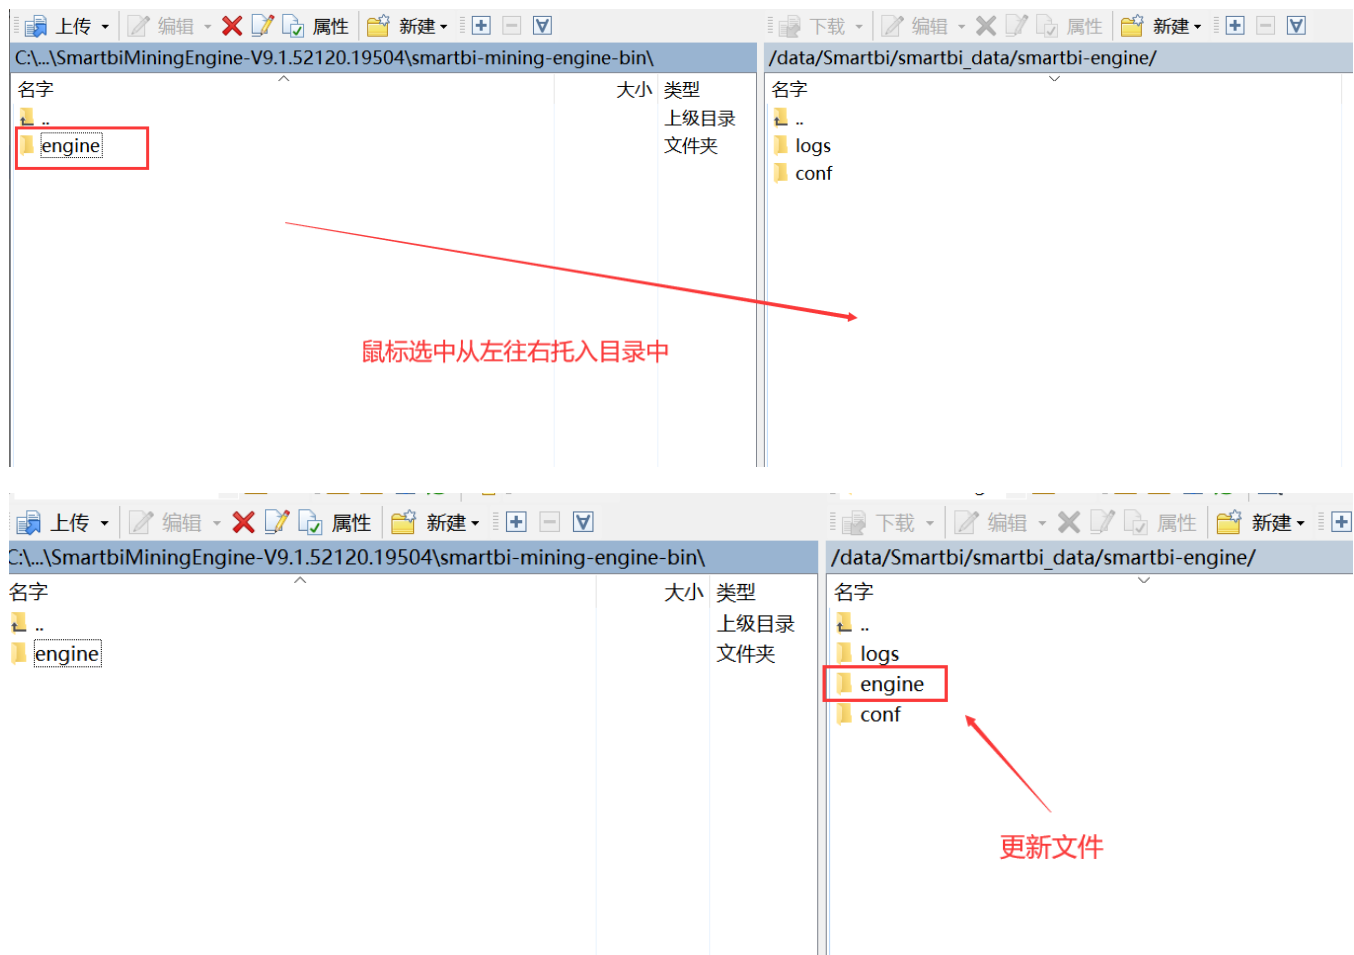 上传 编辑 属性 新建 下载 编辑 属性 新建
C:\...\SmartbiMiningEngine-V9.1.52120.19504\smartbi-mining-engine-bin\ /data/Smartbi/smartbi_data/smartbi-engine/
名字 大小 类型 名字
.. 上级目录 ..
engine 文件夹 logs
conf
鼠标选中从左往右托入目录中
上传 编辑 属性 新建 下载 编辑 属性 新建
C:\...\SmartbiMiningEngine-V9.1.52120.19504\smartbi-mining-engine-bin\ /data/Smartbi/smartbi_data/smartbi-engine/
名字 大小 类型 名字
.. 上级目录 ..
engine 文件夹 logs
engine
conf
更新文件